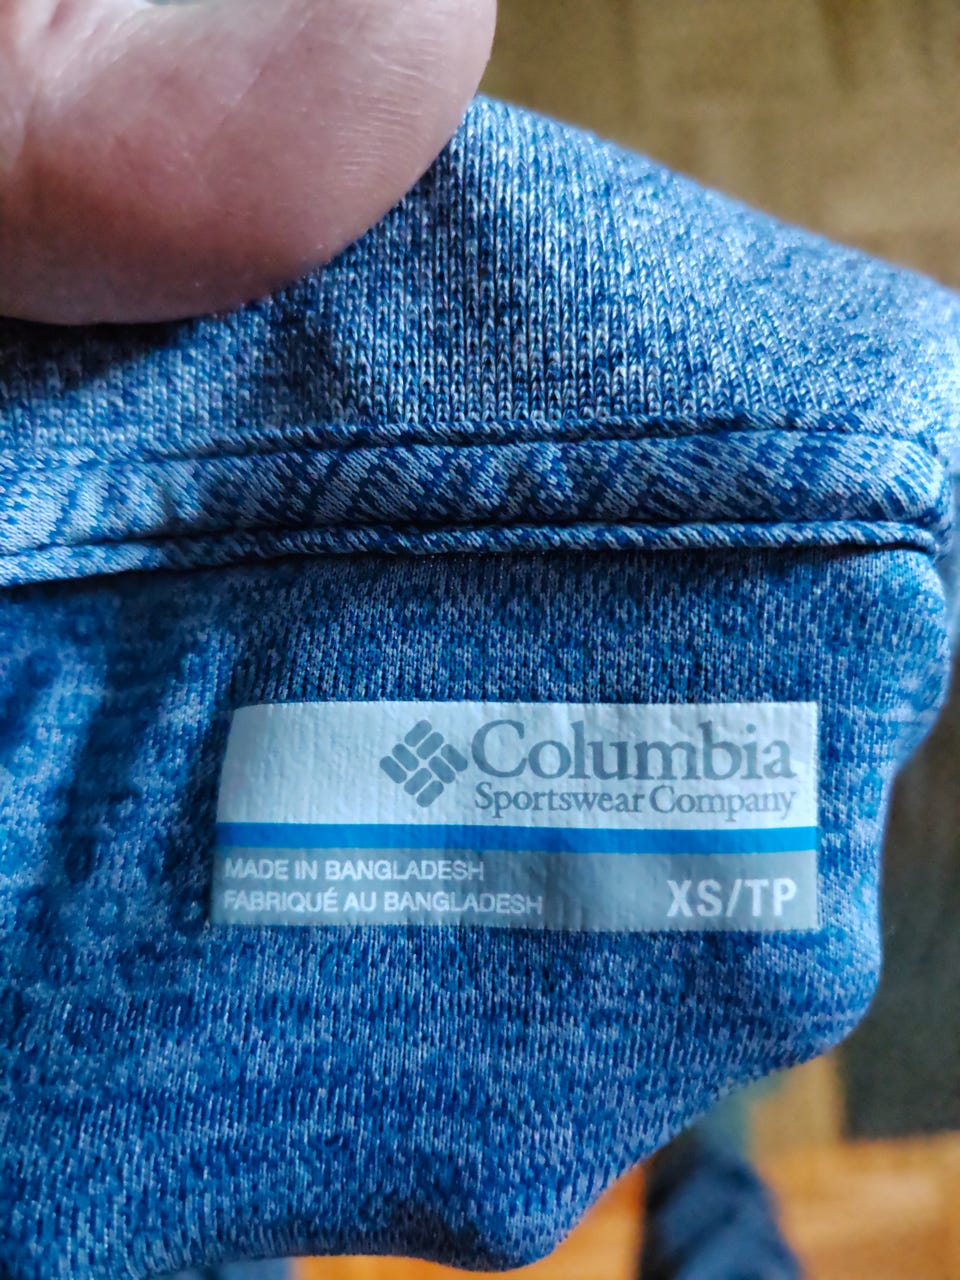 Columbia
Sportswear Company
MADE IN BANGLADESH
FABRIQUÉ AU BANGLADESH
XS/TP